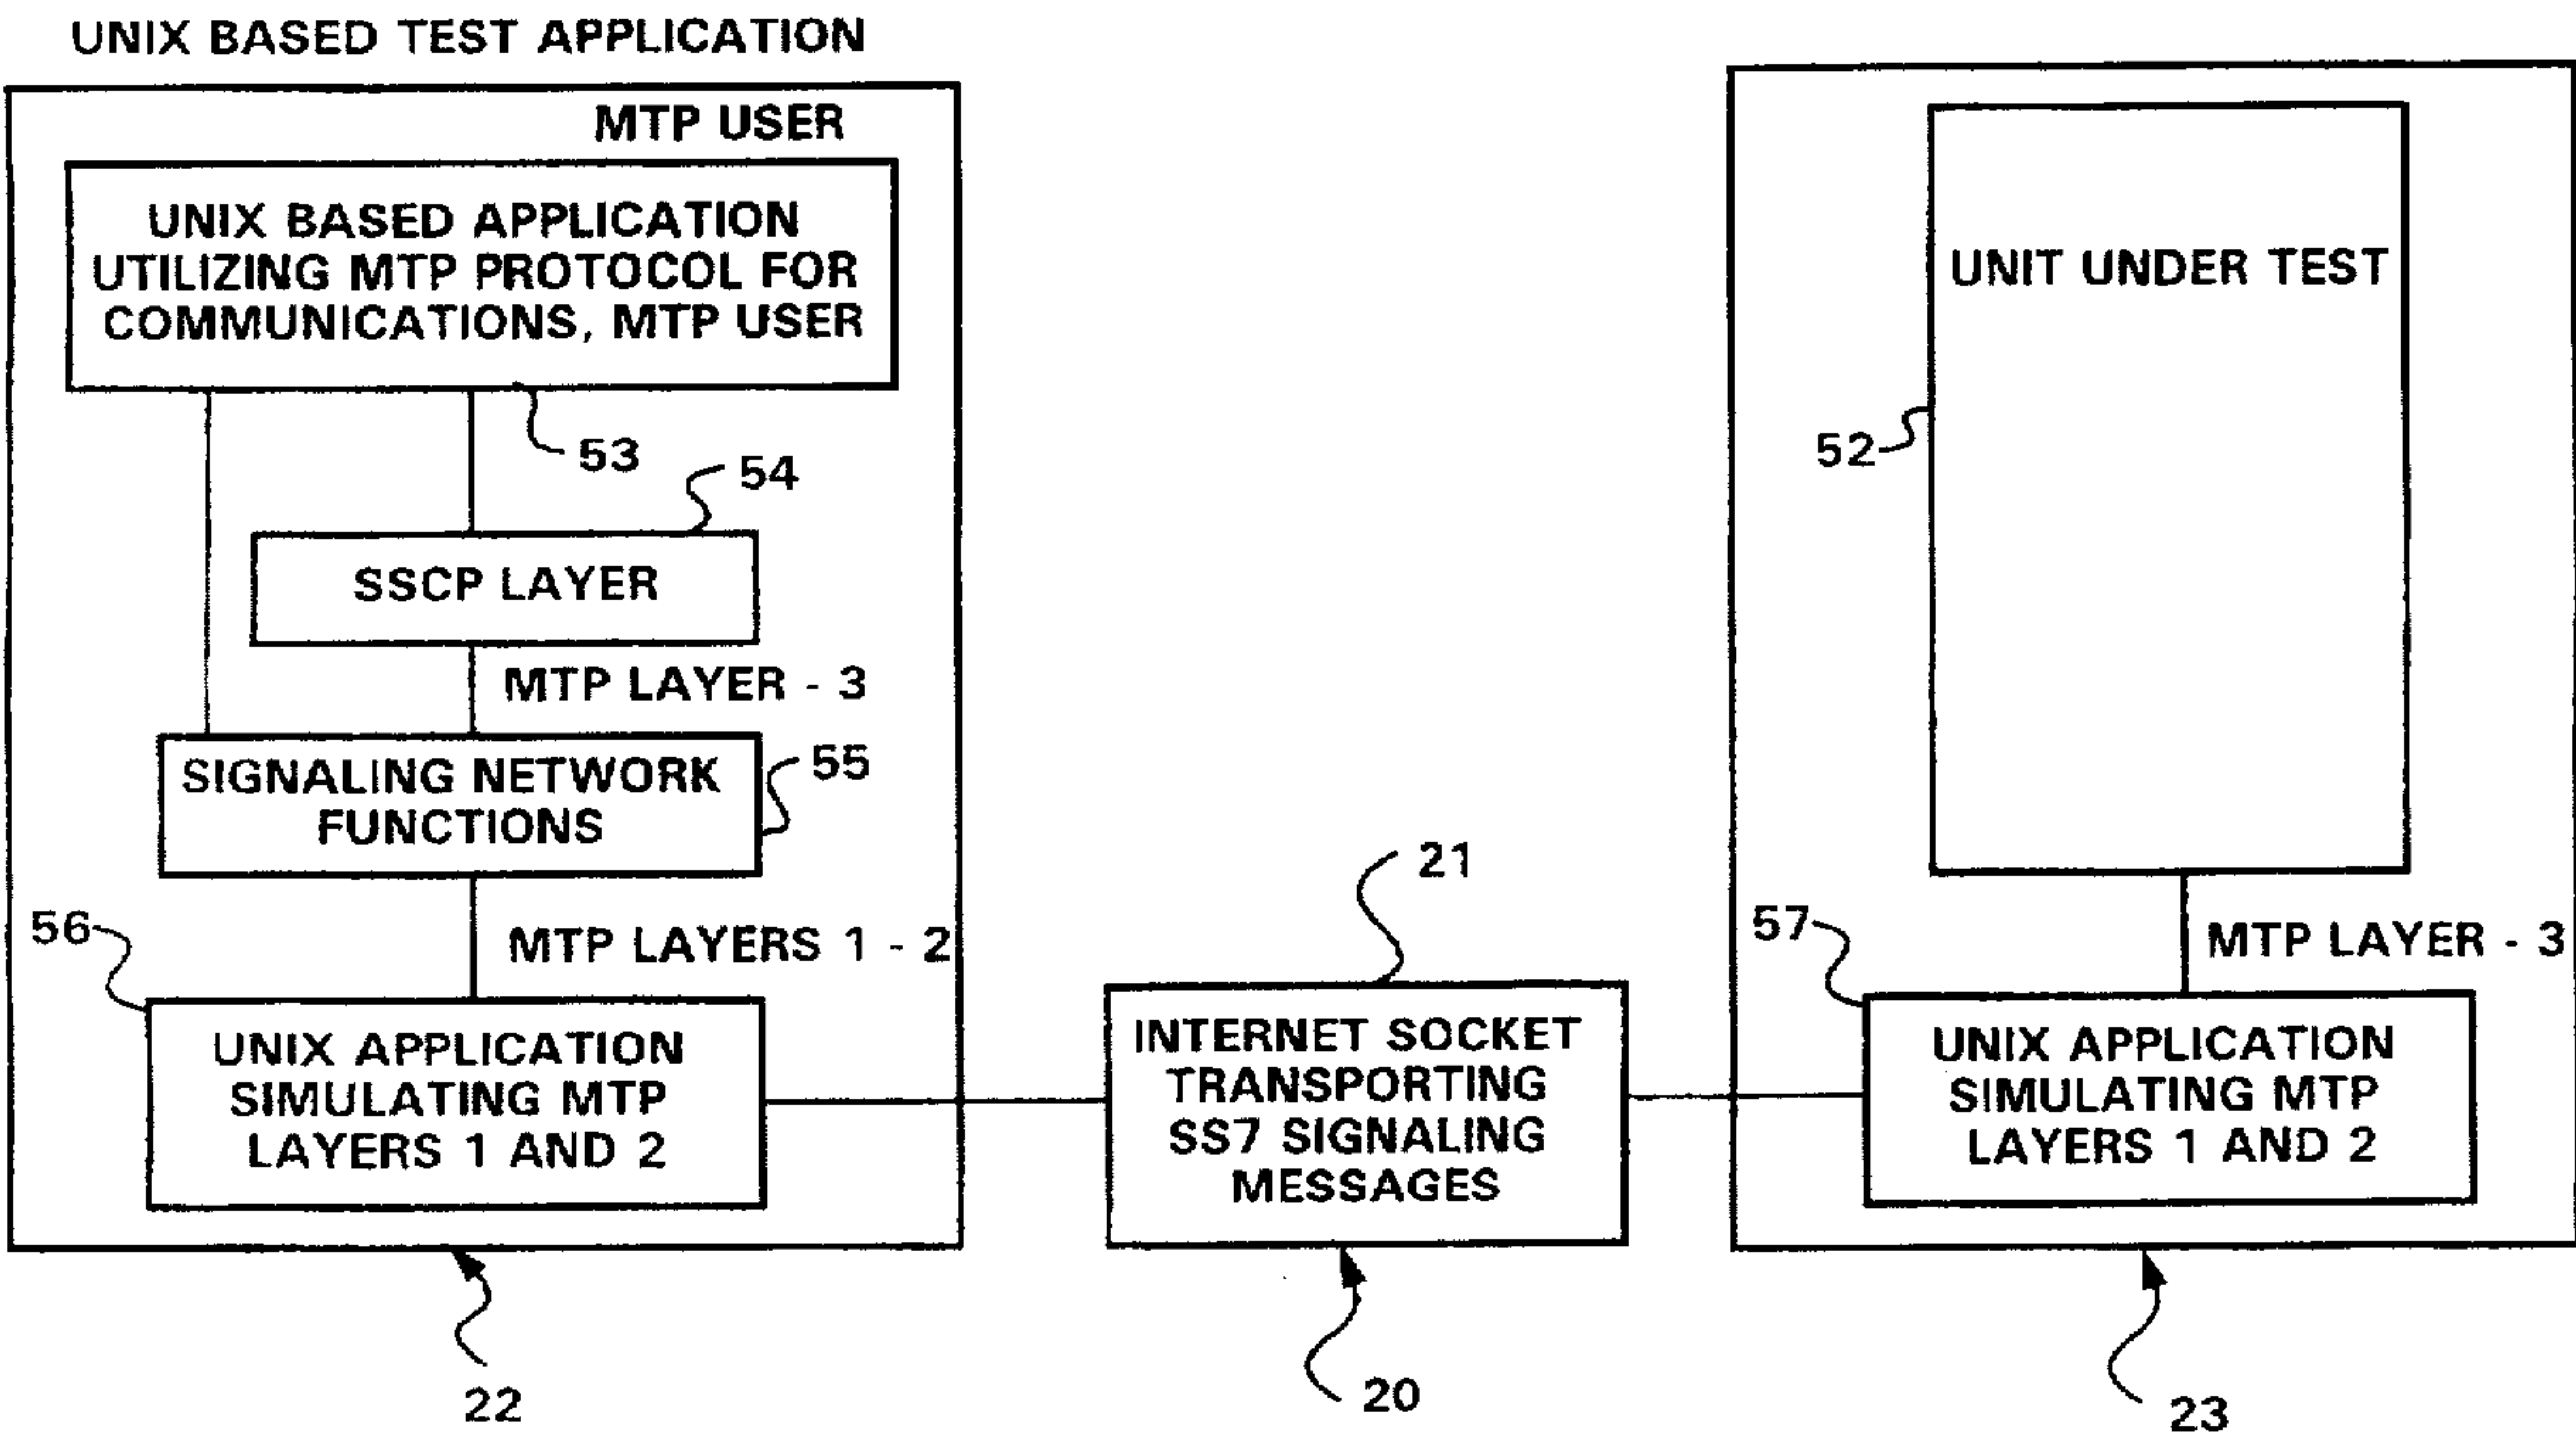 UNIX BASED TEST APPLICATION
MTP USER
UNIX BASED APPLICATION
UTILIZING MTP PROTOCOL FOR
COMMUNICATIONS, MTP USER
53
54
SSCP LAYER
MTP LAYER - 3
SIGNALING NETWORK
FUNCTIONS
55
56
MTP LAYERS 1 - 2
UNIX APPLICATION
SIMULATING MTP
LAYERS 1 AND 2
22
21
INTERNET SOCKET
TRANSPORTING
SS7 SIGNALING
MESSAGES
20
UNIT UNDER TEST
52
57
MTP LAYER - 3
UNIX APPLICATION
SIMULATING MTP
LAYERS 1 AND 2
23